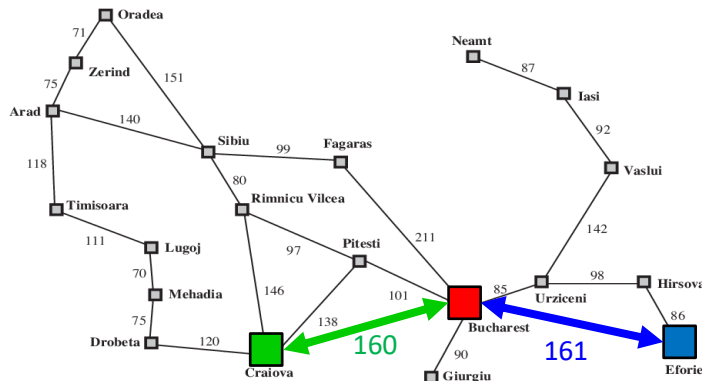 Oradea
71
Neamt
Zerind
87
151
75
Iasi
Arad
140
92
Sibiu
Fagaras
99
118
Vaslui
80
Rimnicu Vilcea
Timisoara
142
111
Pitesti
211
Lugoj
97
98
Hirsova
70
85
Urziceni
146
101
Mehadia
86
138
Bucharest
75
120
160
90
161
Drobeta
Craiova
Giurgiu
Eforie